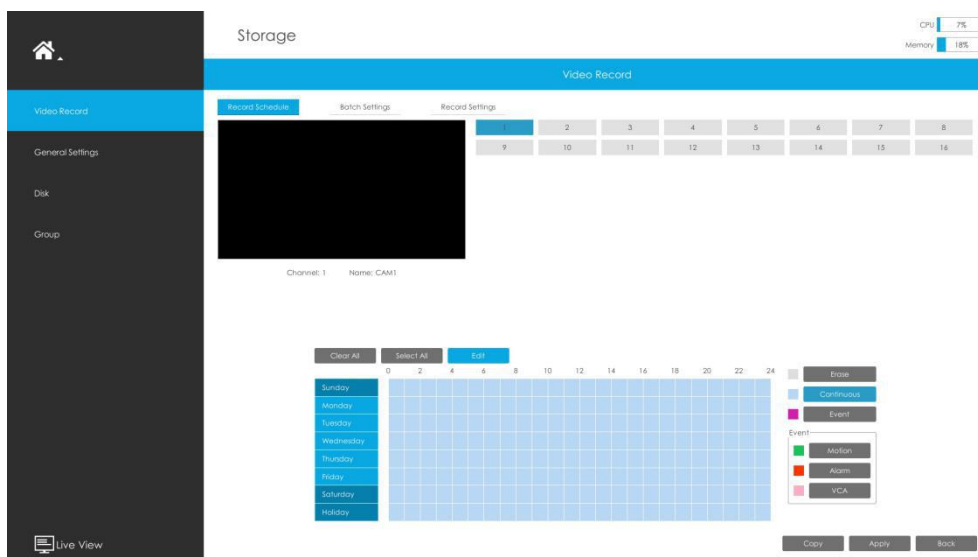 Storage
CPU 7%
Memory 18%
Video Record
Video Record
General Settings
Disk
Group
Live View
Record Schedule Batch Settings Record Settings
1 2 3 4 5 6 7 8
9 10 11 12 13 14 15 16
Channel: 1 Name: CAM1
Clear All Select All Edit
0 2 4 6 8 10 12 14 16 18 20 22 24
Sunday
Monday
Tuesday
Wednesday
Thursday
Friday
Saturday
Holiday
Erase
Continuous
Event
Event
Motion
Alarm
VCA
Copy Apply Back